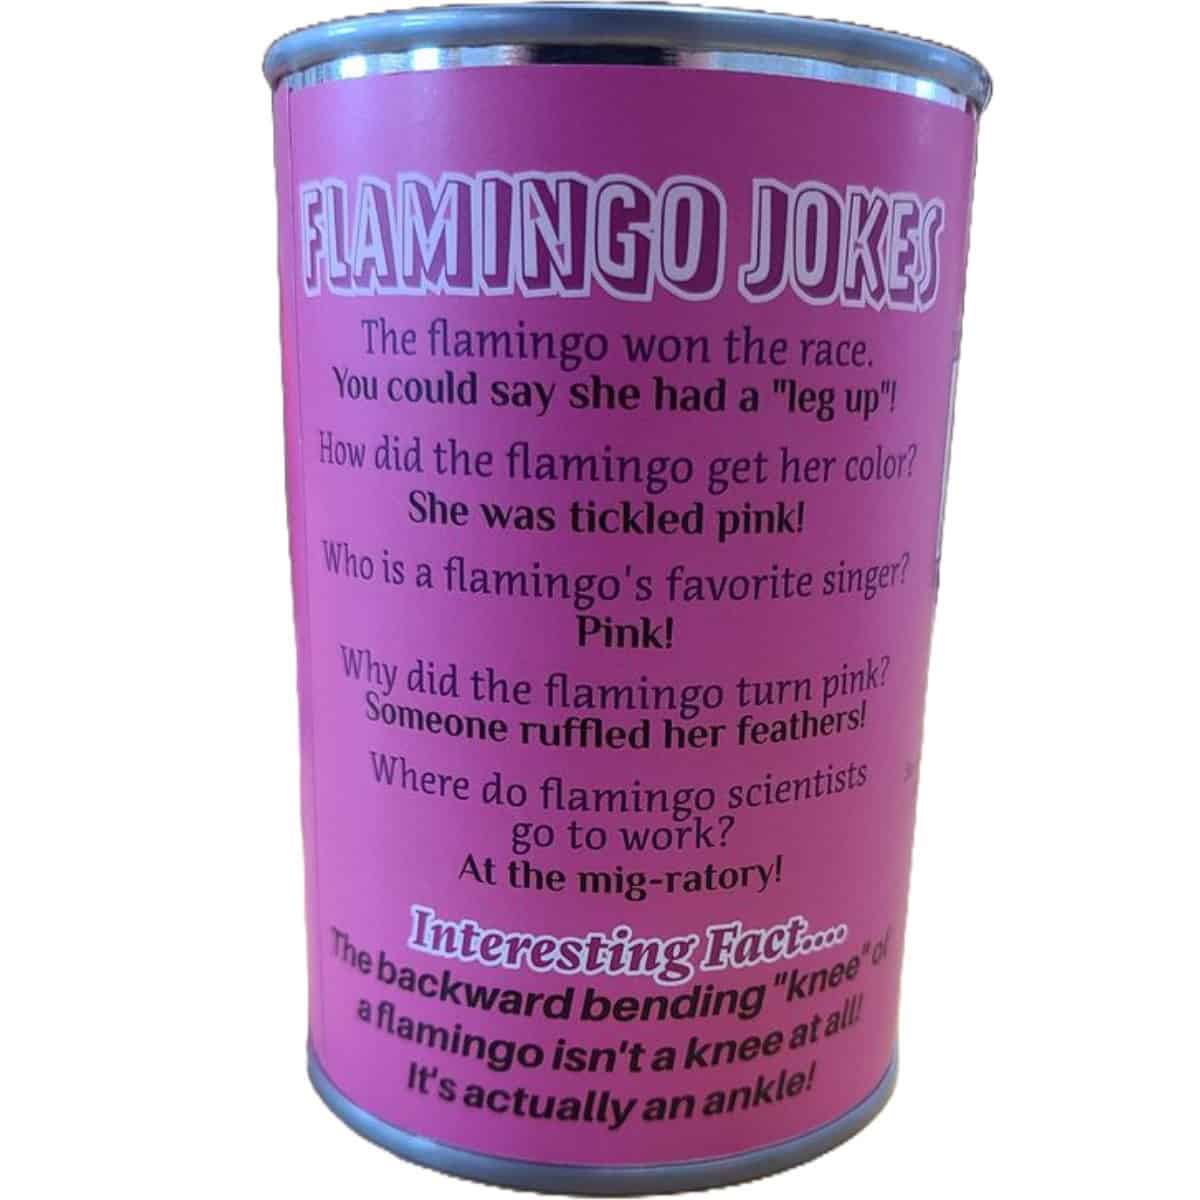 FLAMINGO JOKES
The flamingo won the race.
You could say she had a "leg up"!
How did the flamingo get her color?
She was tickled pink!
Who is a flamingo's favorite singer?
Pink!
Why did the flamingo turn pink?
Someone ruffled her feathers!
Where do flamingo scientists
go to work?
At the mig-ratory!
Interesting Fact....
The backward bending "knee" of
a flamingo isn't a knee at all!
It's actually an ankle!